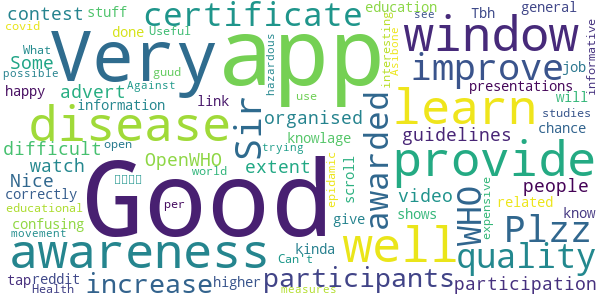 contest
stuff
certificate
education
see
Tbh
general
covid
What
done
Useful
Very
app
window
informative
Some
possible
Against
hazardous
interesting
Asibone
improve
job
happy
advert
guud
link
use
presentations
information
Sir
awarded
learn
will
studies
disease
organised
guidelines
chance
difficult
open
knowlage
OpenWHO
trying
extent
provide
watch
world
epidamic
scroll
video
WHO
people
Nice
Good
correctly
per
give
shows
expensive
related
know
educational
confusing
well
Plzz
movement
awareness
kinda
Can't
quality
tapreddit
increase
higher
participants
participation
Health
measures